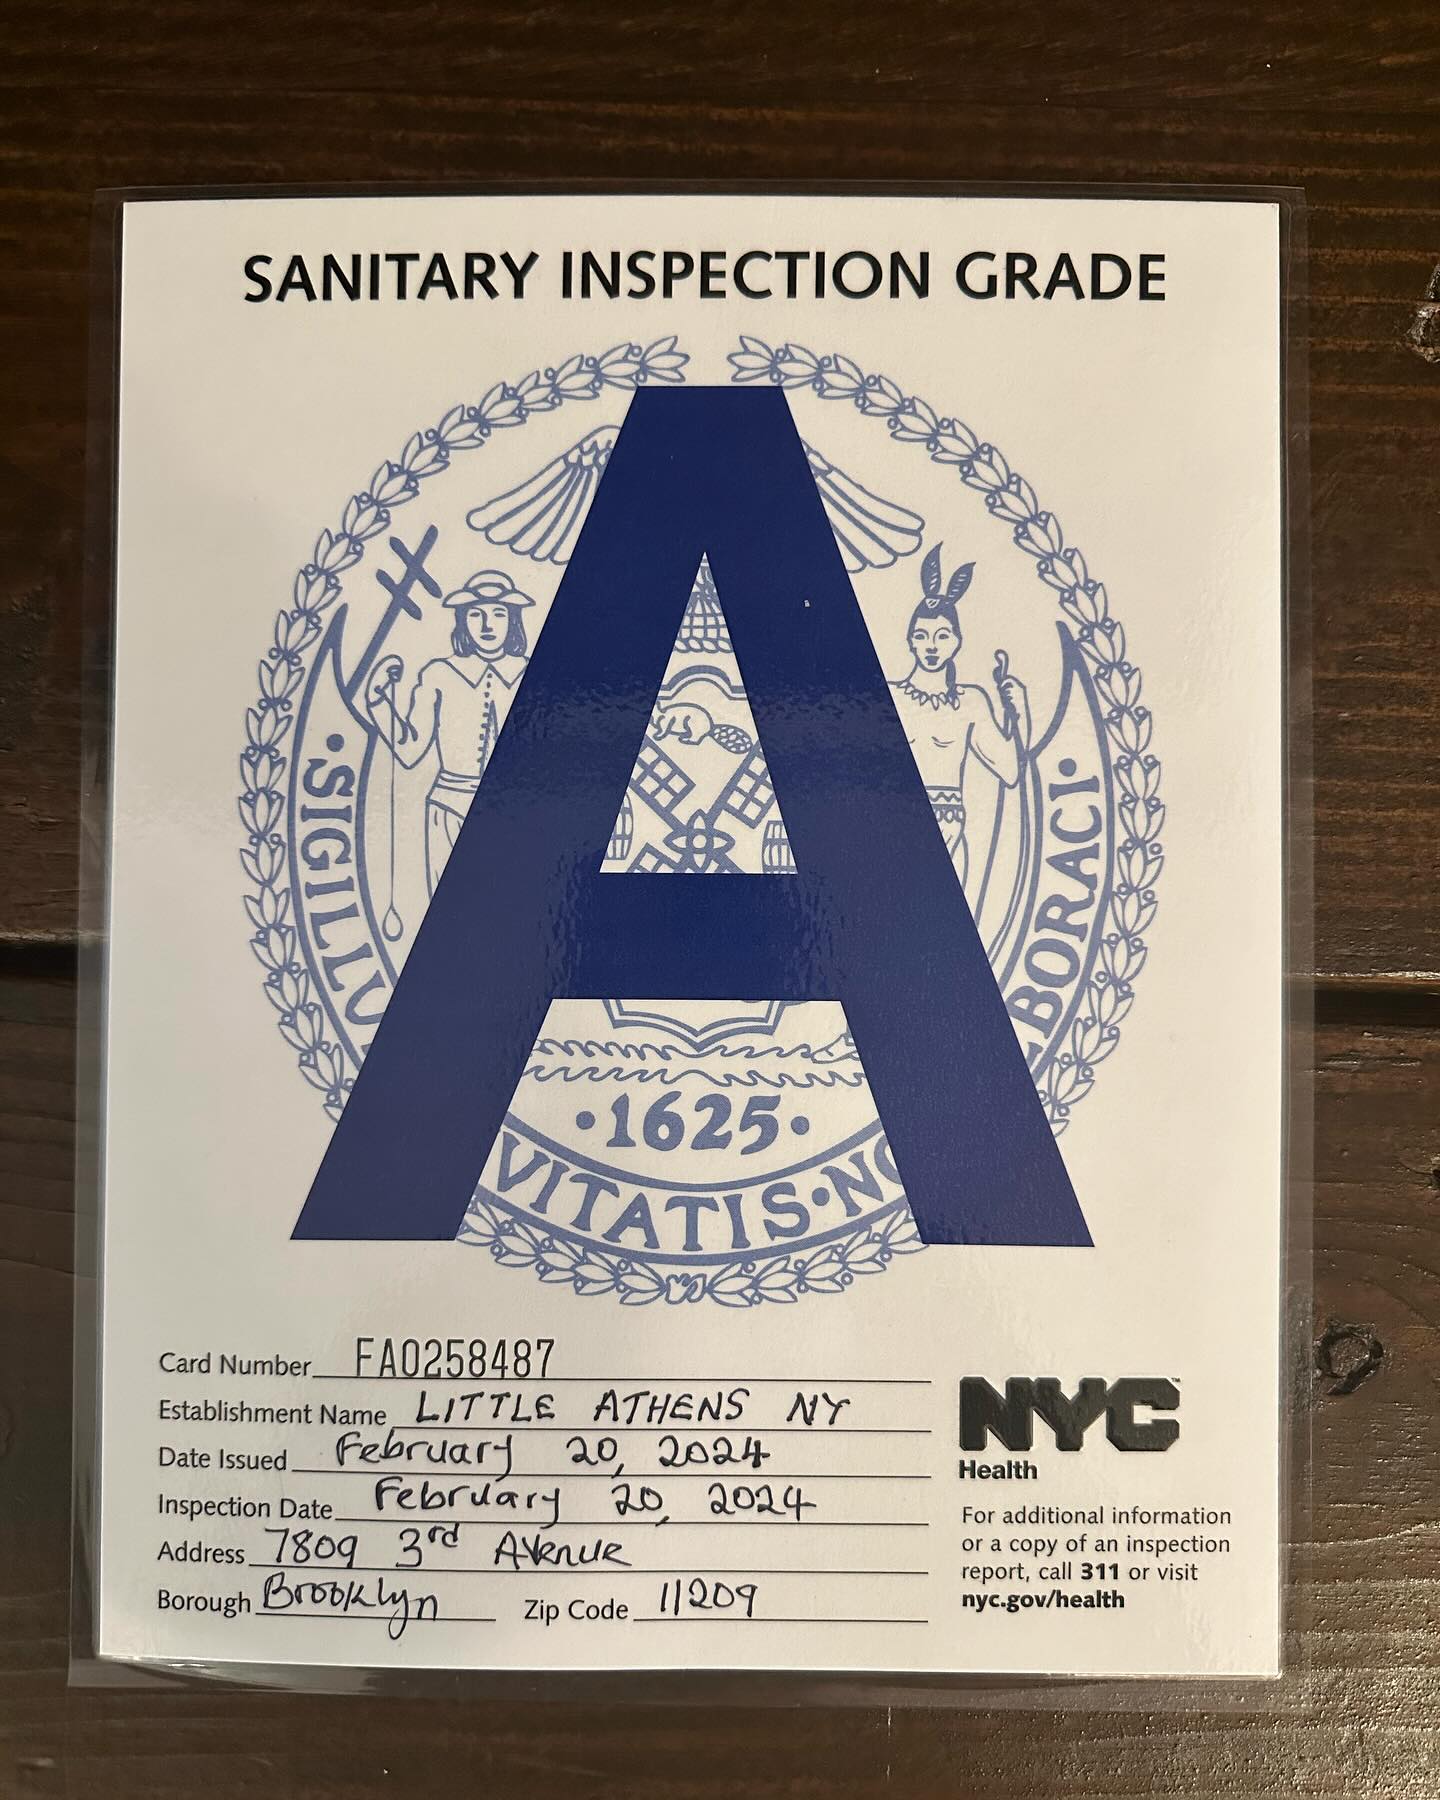 SANITARY INSPECTION GRADE
A
·SIGILLU
BORACI·
·1625·
VITATIS·NO
Card Number FA0258487
Establishment Name LITTLE ATHENS NY
Date Issued February 20, 2024
Inspection Date February 20, 2024
Address 7809 3rd Avenue
Borough Brooklyn Zip Code 11209
NYC
Health
For additional information
or a copy of an inspection
report, call 311 or visit
nyc.gov/health